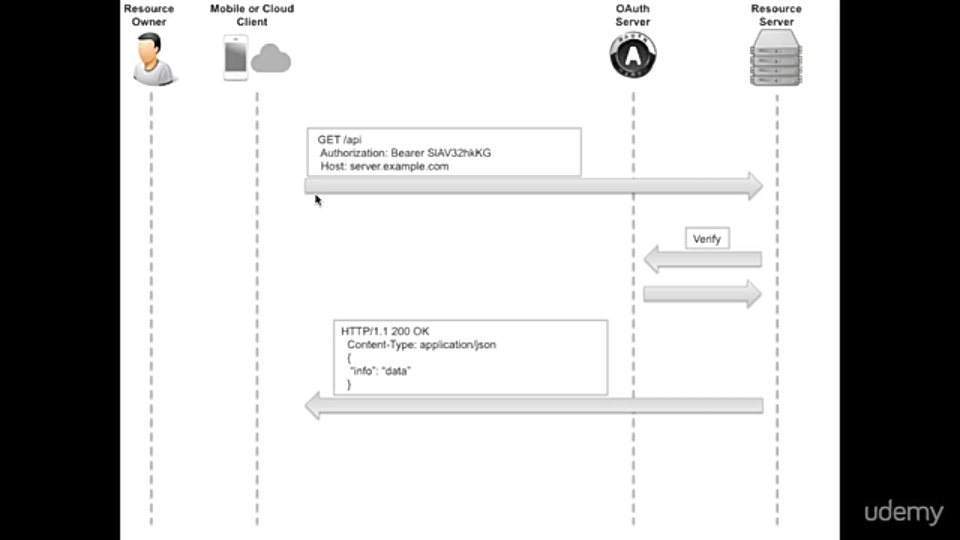 Resource
Owner
Mobile or Cloud
Client
OAuth
Server
Resource
Server
A
GET /api
Authorization: Bearer SlAV32hkKG
Host: server.example.com
Verify
HTTP/1.1 200 OK
Content-Type: application/json
{
"info": "data"
}
udemy